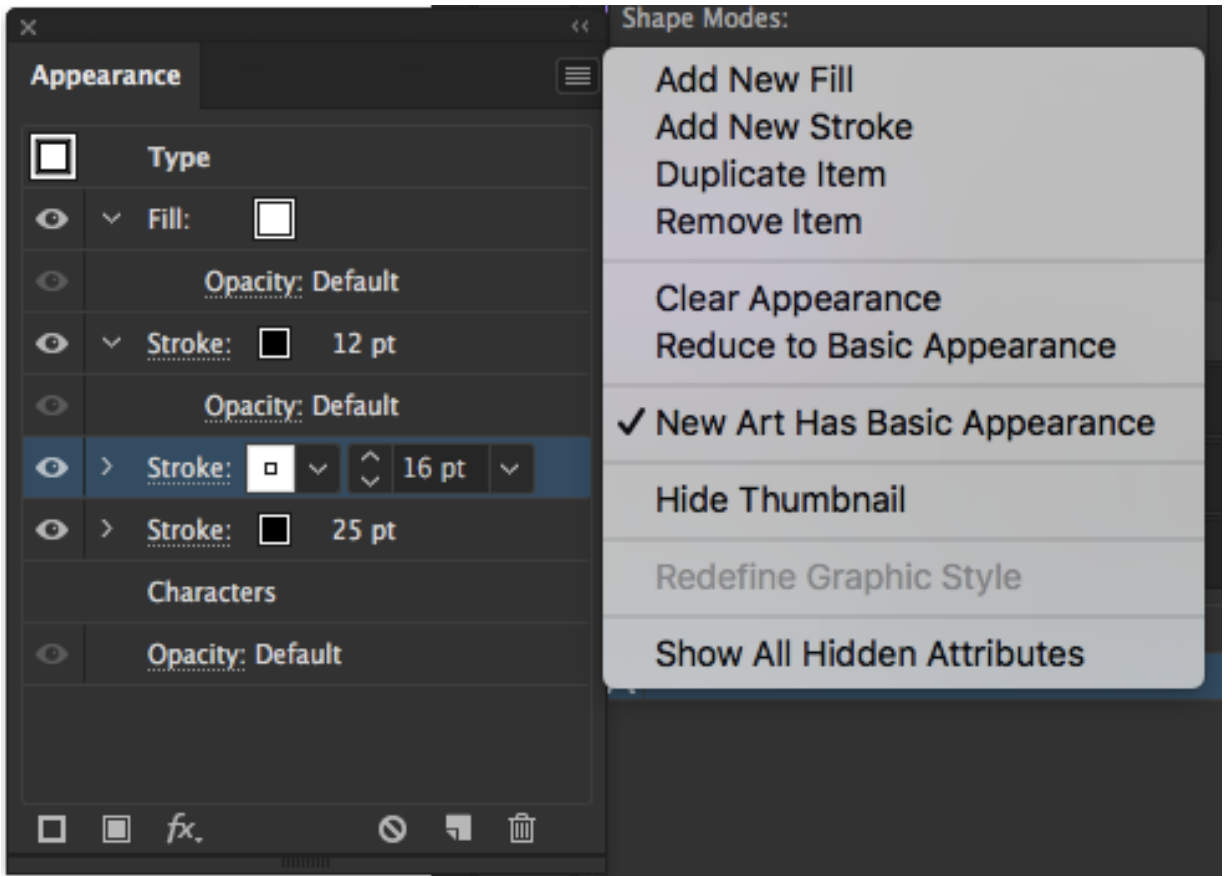 Appearance
Type
Fill:
Opacity: Default
Stroke: 12 pt
Opacity: Default
Stroke: 16 pt
Stroke: 25 pt
Characters
Opacity: Default
fx.
Shape Modes:
Add New Fill
Add New Stroke
Duplicate Item
Remove Item
Clear Appearance
Reduce to Basic Appearance
New Art Has Basic Appearance
Hide Thumbnail
Redefine Graphic Style
Show All Hidden Attributes